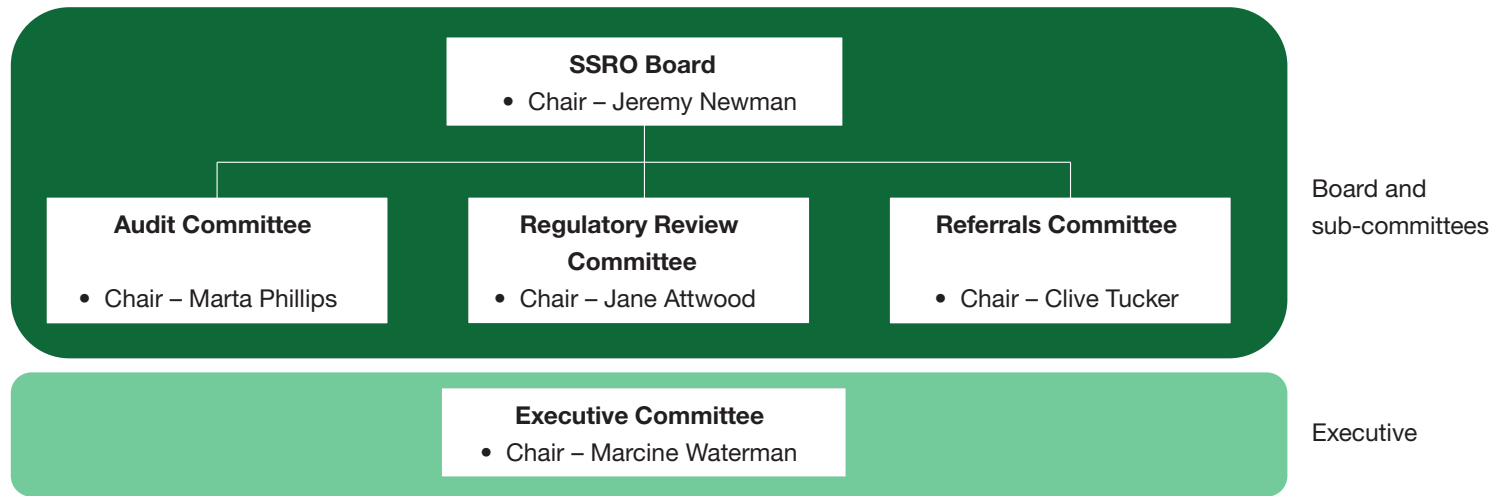 SSRO Board
• Chair – Jeremy Newman
Audit Committee
• Chair – Marta Phillips
Regulatory Review
Committee
• Chair – Jane Attwood
Referrals Committee
• Chair – Clive Tucker
Board and
sub-committees
Executive Committee
• Chair – Marcine Waterman
Executive